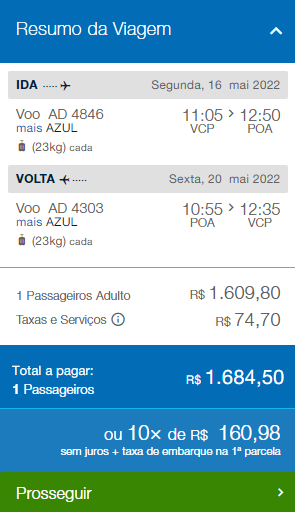 Resumo da Viagem
IDA Segunda, 16 mai 2022
Voo AD 4846 11:05 > 12:50
mais AZUL VCP POA
(23kg) cada
VOLTA Sexta, 20 mai 2022
Voo AD 4303 10:55 > 12:35
mais AZUL POA VCP
(23kg) cada
1 Passageiros Adulto R$ 1.609,80
Taxas e Serviços R$ 74,70
Total a pagar:
1 Passageiros R$ 1.684,50
ou 10x de R$ 160,98
sem juros + taxa de embarque na 1ª parcela
Prosseguir >